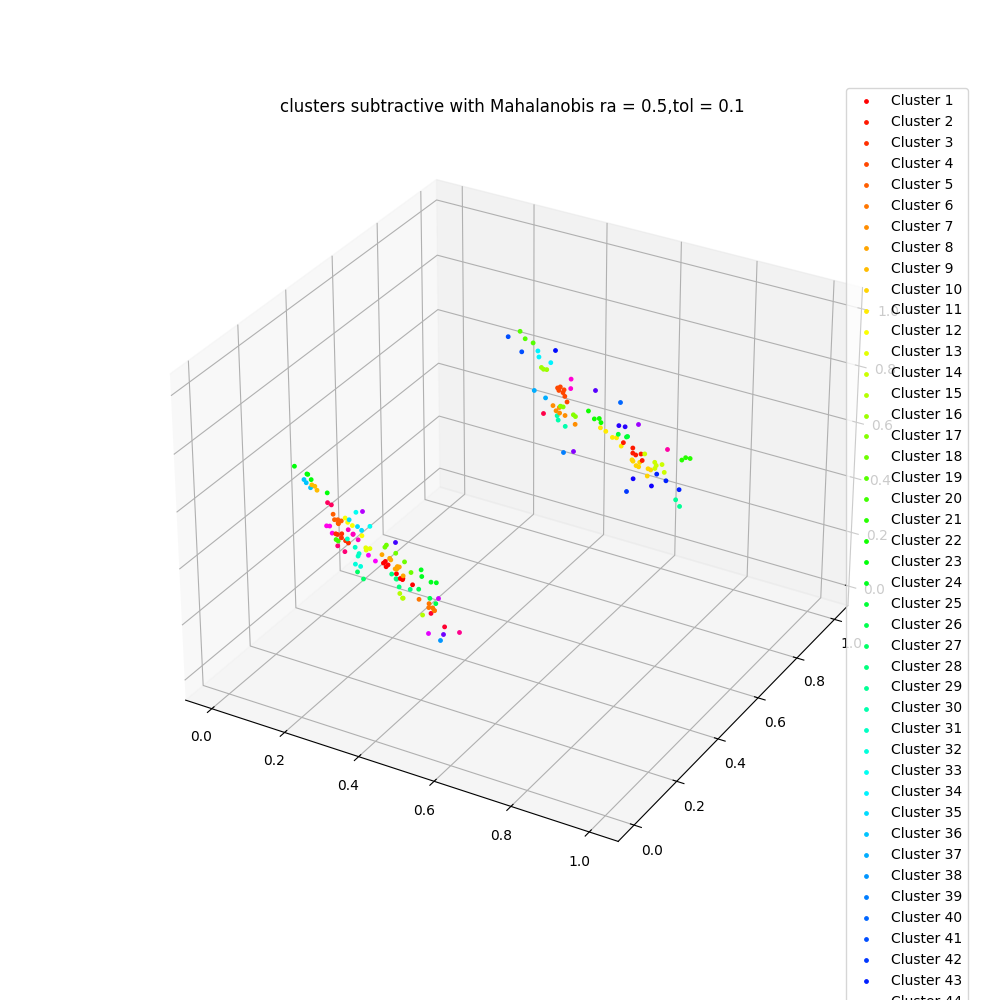 clusters subtractive with Mahalanobis ra = 0.5,tol = 0.1
Cluster 1
Cluster 2
Cluster 3
Cluster 4
Cluster 5
Cluster 6
Cluster 7
Cluster 8
Cluster 9
Cluster 10
Cluster 11
Cluster 12
Cluster 13
Cluster 14
Cluster 15
Cluster 16
Cluster 17
Cluster 18
Cluster 19
Cluster 20
Cluster 21
Cluster 22
Cluster 23
Cluster 24
Cluster 25
Cluster 26
Cluster 27
Cluster 28
Cluster 29
Cluster 30
Cluster 31
Cluster 32
Cluster 33
Cluster 34
Cluster 35
Cluster 36
Cluster 37
Cluster 38
Cluster 39
Cluster 40
Cluster 41
Cluster 42
Cluster 43
Cluster 44
1.0
0.8
0.6
0.4
0.2
0.0
1.0
0.8
0.6
0.4
0.2
0.0
0.0
0.2
0.4
0.6
0.8
1.0